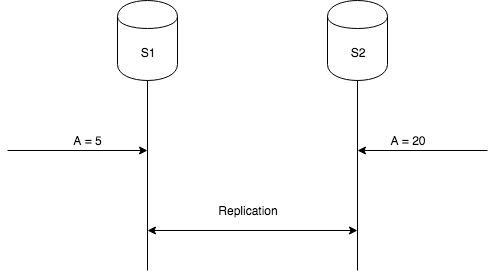 S1
S2
A = 5
A = 20
Replication